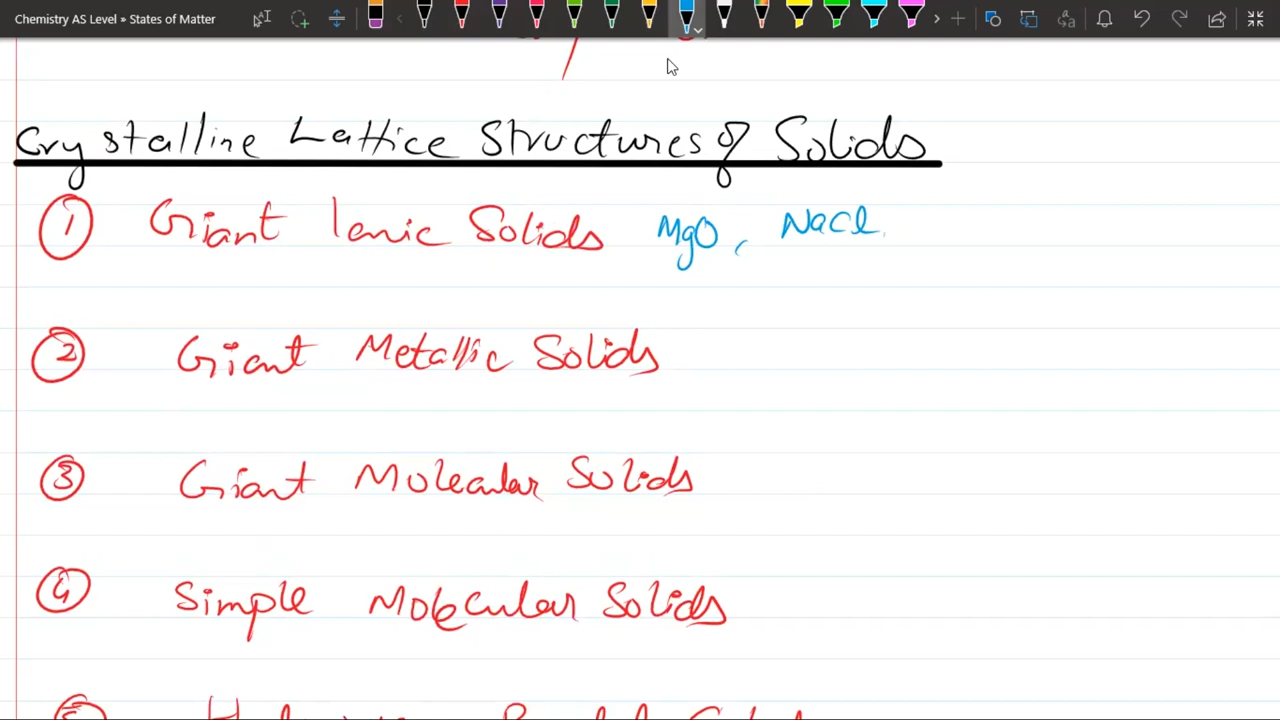 Chemistry AS Level » States of Matter
Crystalline Lattice Structures of Solids
① Giant Ionic Solids MgO, NaCl
② Giant Metallic Solids
③ Giant Molecular Solids
④ Simple Molecular Solids